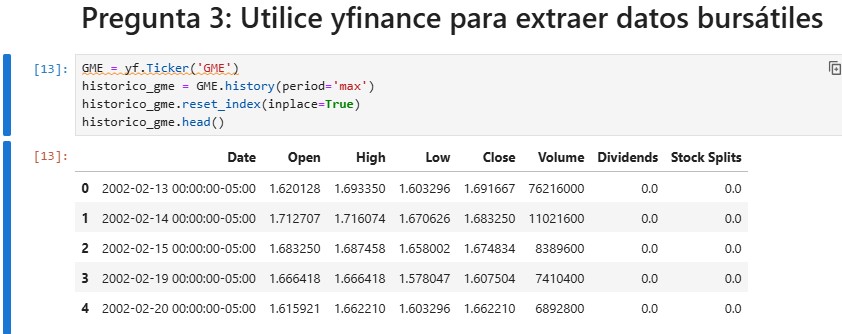 Pregunta 3: Utilice yfinance para extraer datos bursátiles
[13]: GME = yf.Ticker('GME')
historico_gme = GME.history(period='max')
historico_gme.reset_index(inplace=True)
historico_gme.head()
[13]: Date Open High Low Close Volume Dividends Stock Splits
0 2002-02-13 00:00:00-05:00 1.620128 1.693350 1.603296 1.691667 76216000 0.0 0.0
1 2002-02-14 00:00:00-05:00 1.712707 1.716074 1.670626 1.683250 11021600 0.0 0.0
2 2002-02-15 00:00:00-05:00 1.683250 1.687458 1.658002 1.674834 8389600 0.0 0.0
3 2002-02-19 00:00:00-05:00 1.666418 1.666418 1.578047 1.607504 7410400 0.0 0.0
4 2002-02-20 00:00:00-05:00 1.615921 1.662210 1.603296 1.662210 6892800 0.0 0.0